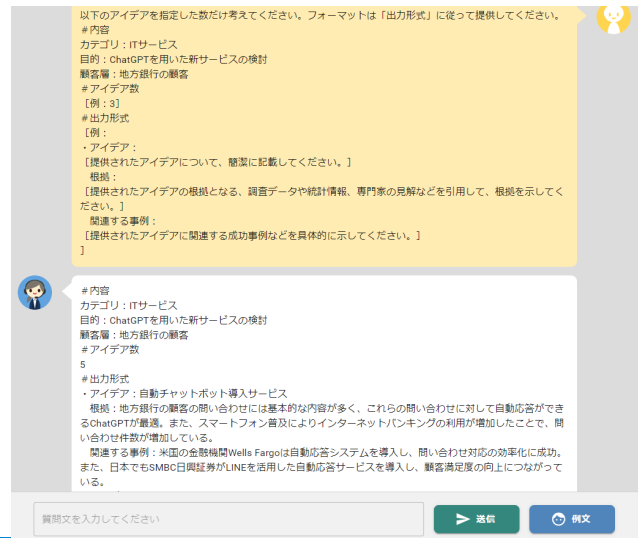 以下のアイデアを指定した数だけ考えてください。フォーマットは「出力形式」に従って提供してください。
＃内容
カテゴリ：ITサービス
目的：ChatGPTを用いた新サービスの検討
顧客層：地方銀行の顧客
＃アイデア数
［例：3］
＃出力形式
［例：
・アイデア：
［提供されたアイデアについて、簡潔に記載してください。］
根拠：
［提供されたアイデアの根拠となる、調査データや統計情報、専門家の見解などを引用して、根拠を示してく
ださい。］
関連する事例：
［提供されたアイデアに関連する成功事例などを具体的に示してください。］
］
＃内容
カテゴリ：ITサービス
目的：ChatGPTを用いた新サービスの検討
顧客層：地方銀行の顧客
＃アイデア数
5
＃出力形式
・アイデア：自動チャットボット導入サービス
根拠：地方銀行の顧客の問い合わせには基本的な内容が多く、これらの問い合わせに対して自動応答ができ
るChatGPTが最適。また、スマートフォン普及によりインターネットバンキングの利用が増加したことで、問
い合わせ件数が増加している。
関連する事例：米国の金融機関Wells Fargoは自動応答システムを導入し、問い合わせ対応の効率化に成功。
また、日本でもSMBC日興証券がLINEを活用した自動応答サービスを導入し、顧客満足度の向上につながって
いる。
質問文を入力してください
送信
例文